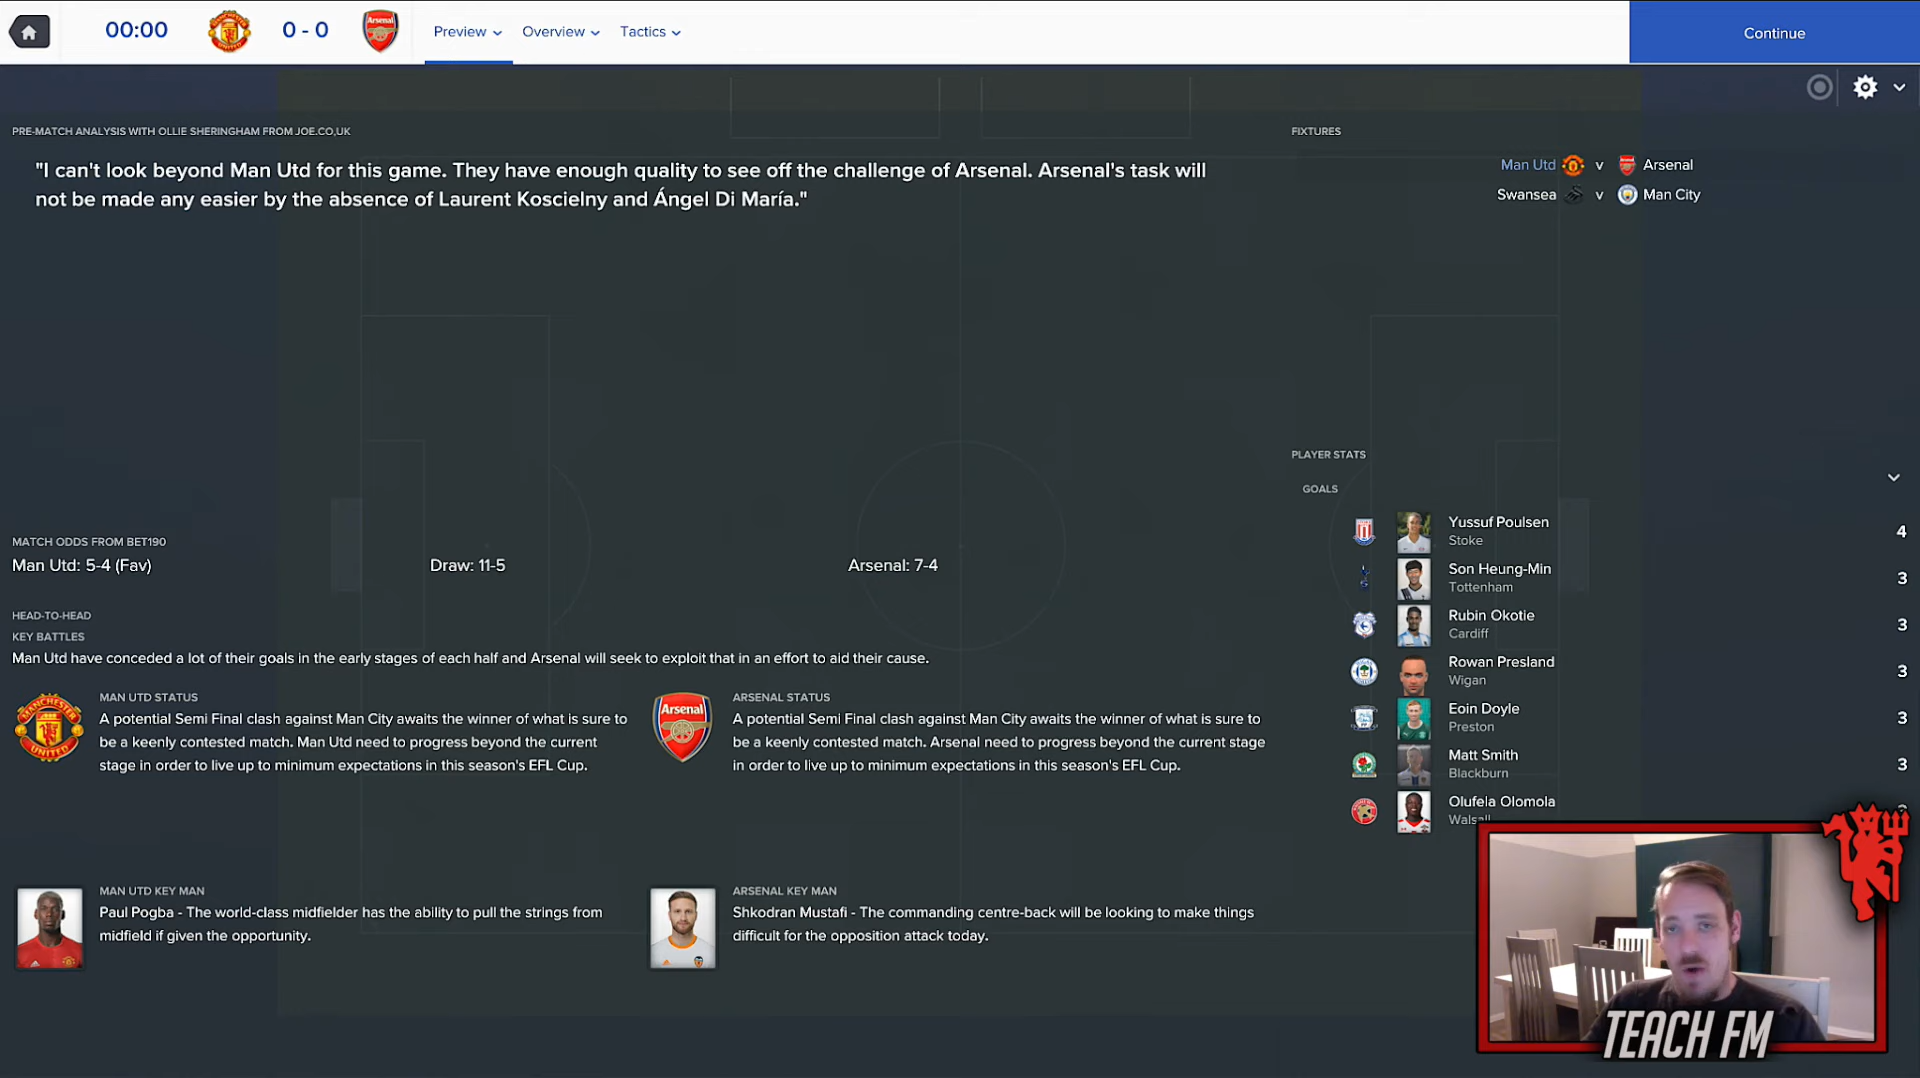 00:00
0 - 0
Arsenal
Preview
Overview
Tactics
Continue
PRE-MATCH ANALYSIS WITH OLLIE SHERINGHAM FROM JOE.CO,UK
"I can't look beyond Man Utd for this game. They have enough quality to see off the challenge of Arsenal. Arsenal's task will
not be made any easier by the absence of Laurent Koscielny and Ángel Di María."
FIXTURES
Man Utd v Arsenal
Swansea v Man City
PLAYER STATS
GOALS
Yussuf Poulsen
Stoke
4
Son Heung-Min
Tottenham
3
Rubin Okotie
Cardiff
3
Rowan Presland
Wigan
3
Eoin Doyle
Preston
3
Matt Smith
Blackburn
3
Olufela Olomola
Walsall
MATCH ODDS FROM BET190
Man Utd: 5-4 (Fav)
Draw: 11-5
Arsenal: 7-4
HEAD-TO-HEAD
KEY BATTLES
Man Utd have conceded a lot of their goals in the early stages of each half and Arsenal will seek to exploit that in an effort to aid their cause.
MANCHESTER
UNITED
MAN UTD STATUS
A potential Semi Final clash against Man City awaits the winner of what is sure to
be a keenly contested match. Man Utd need to progress beyond the current
stage in order to live up to minimum expectations in this season's EFL Cup.
Arsenal
ARSENAL STATUS
A potential Semi Final clash against Man City awaits the winner of what is sure to
be a keenly contested match. Arsenal need to progress beyond the current stage
in order to live up to minimum expectations in this season's EFL Cup.
MAN UTD KEY MAN
Paul Pogba - The world-class midfielder has the ability to pull the strings from
midfield if given the opportunity.
ARSENAL KEY MAN
Shkodran Mustafi - The commanding centre-back will be looking to make things
difficult for the opposition attack today.
TEACH FM